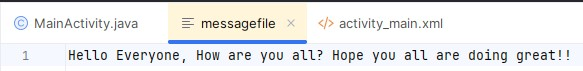 MainActivity.java messagefile activity_main.xml
1 Hello Everyone, How are you all? Hope you all are doing great!!